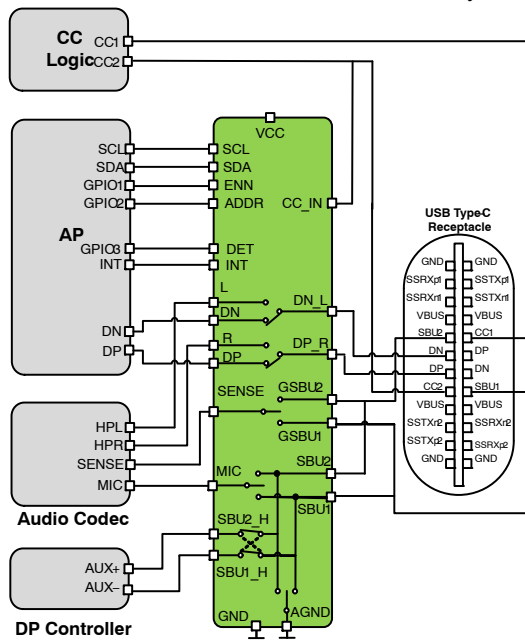 CC
Logic
CC1
CC2
VCC
SCL
SDA
GPIO1
GPIO2
AP
GPIO3
INT
DN
DP
SCL
SDA
ENN
ADDR
CC_IN
DET
INT
L
DN
DN_L
R
DP
DP_R
SENSE
GSBU2
GSBU1
MIC
SBU2
SBU1
SBU2_H
SBU1_H
GND
AGND
HPL
HPR
SENSE
MIC
Audio Codec
AUX+
AUX−
DP Controller
USB Type-C
Receptacle
GND GND
SSRXp1 SSTXp1
SSRXn1 SSTXn1
VBUS VBUS
SBU2 CC1
DN DP
DP DN
CC2 SBU1
VBUS VBUS
SSTXn2 SSRXn2
SSTXp2 SSRXp2
GND GND